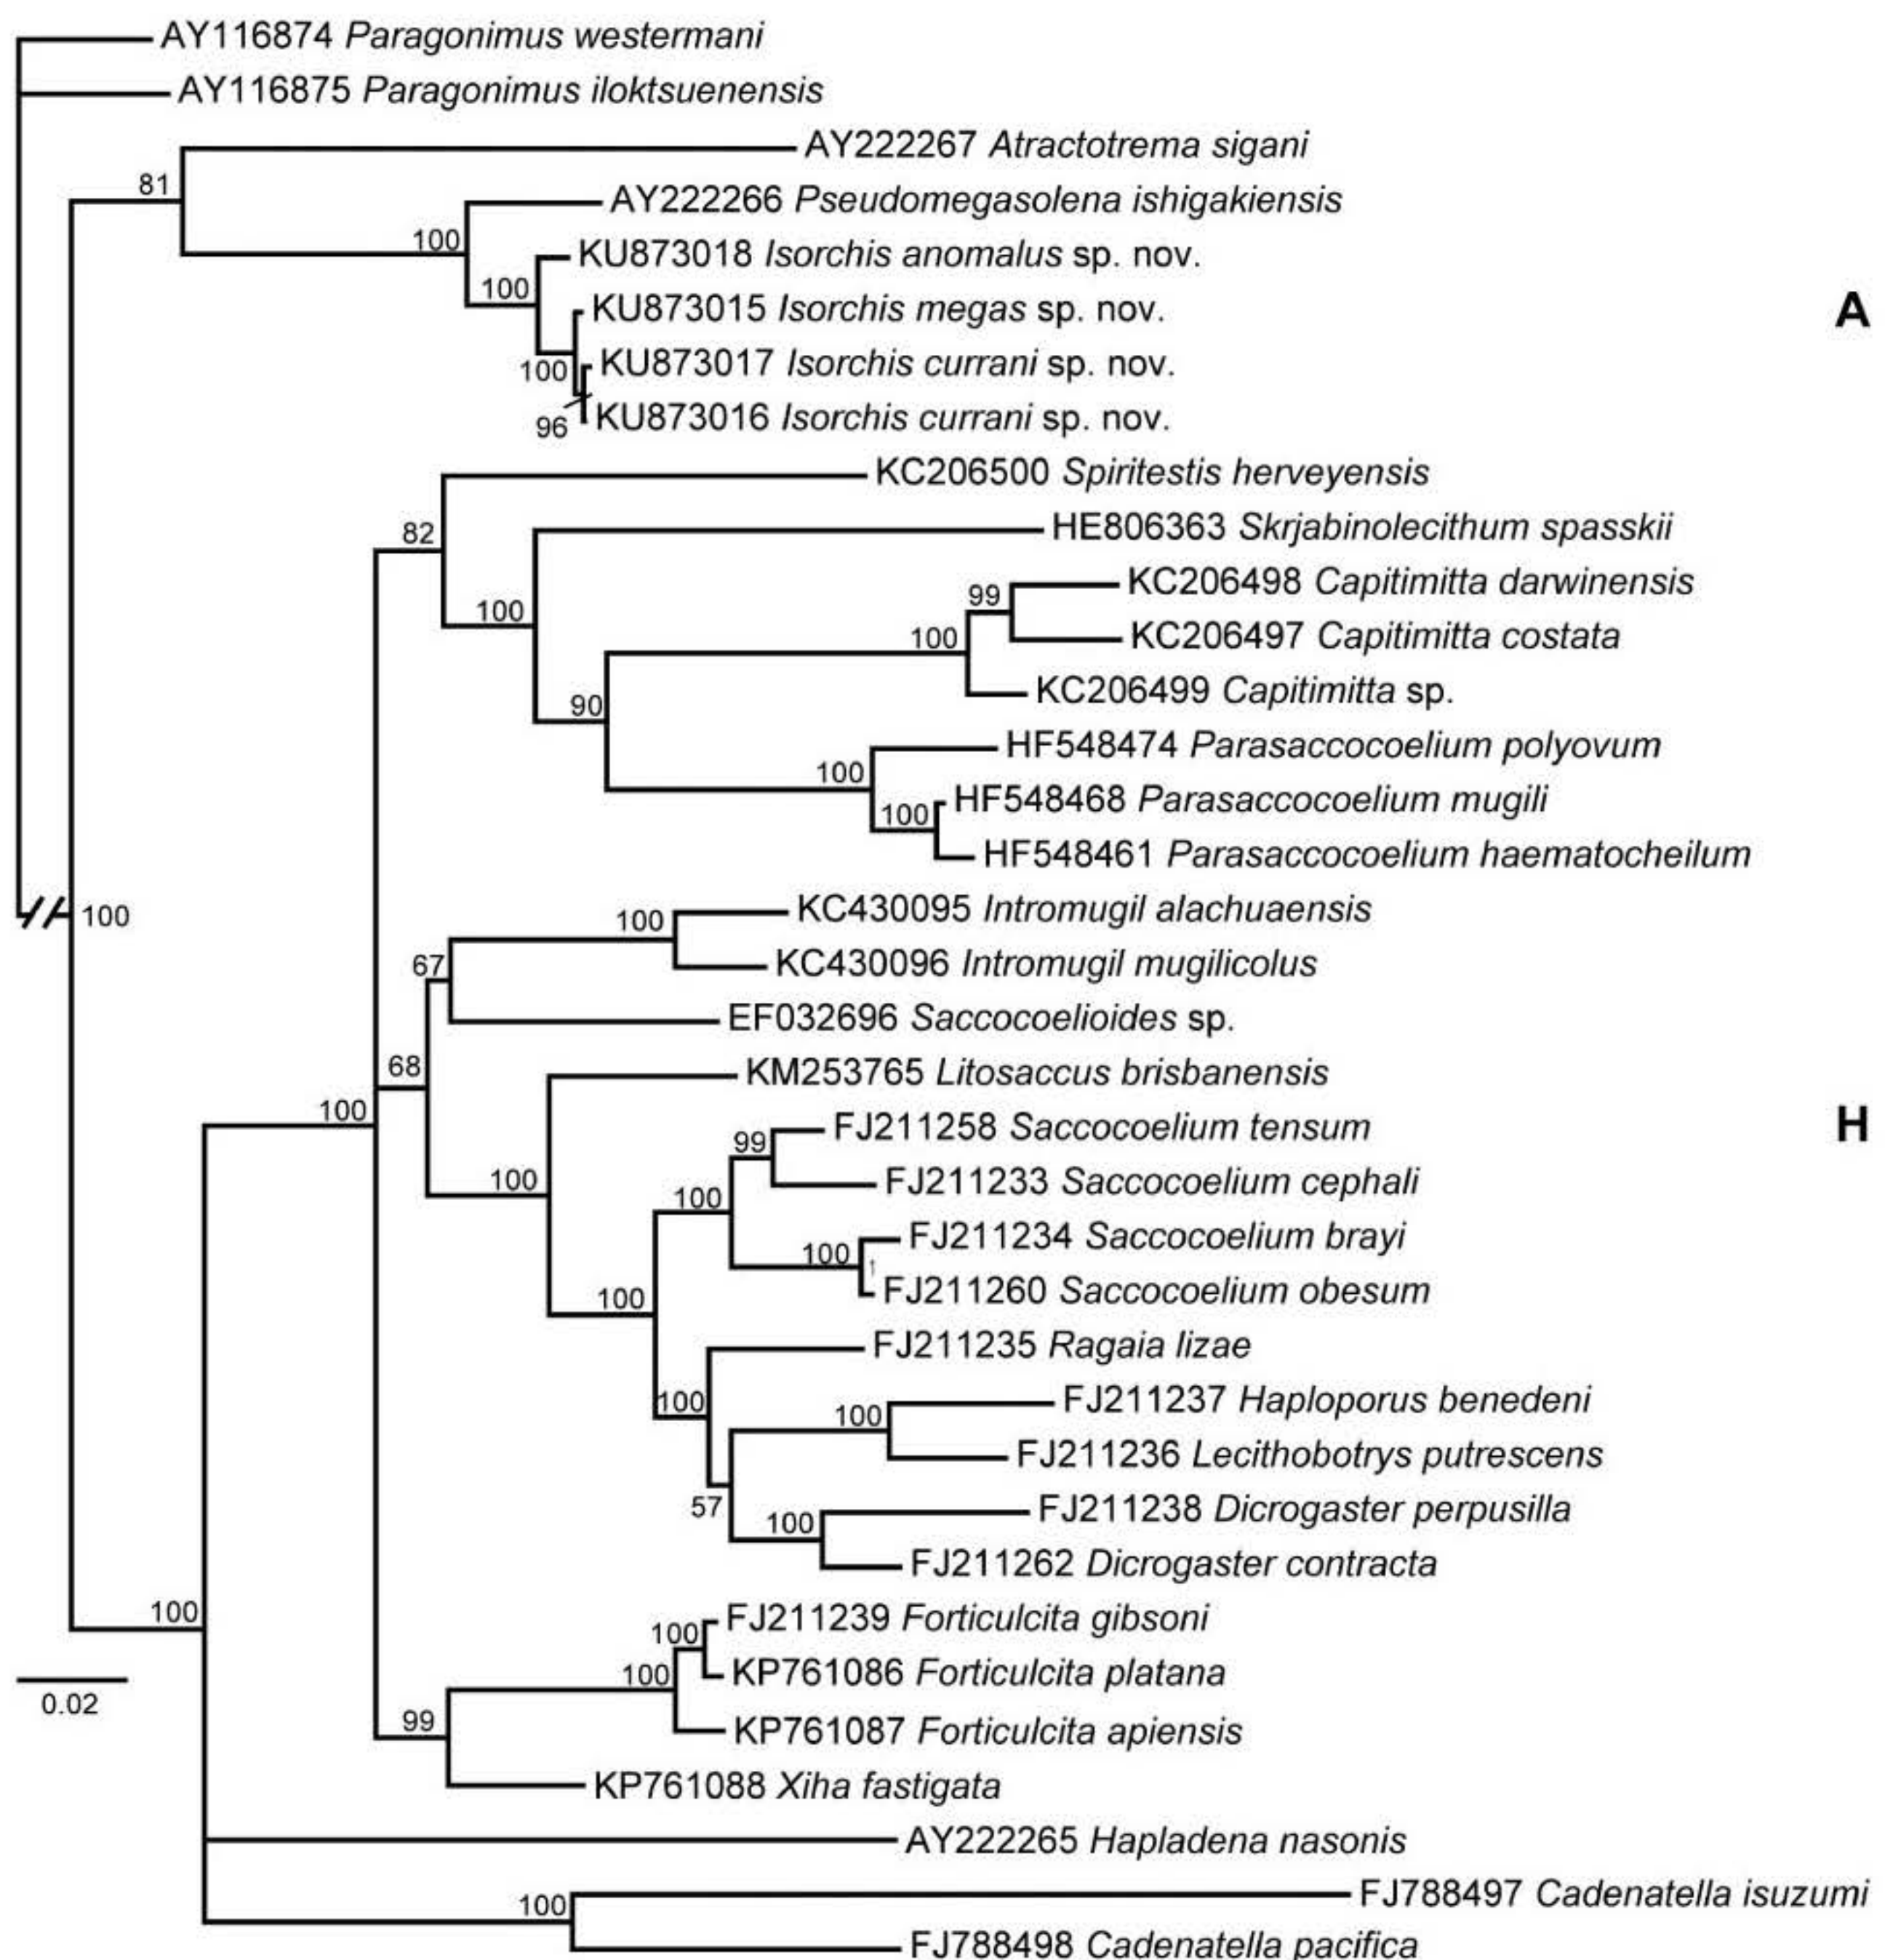 AY116874 Paragonimus westermani
AY116875 Paragonimus iloktsuenensis
AY222267 Atractotrema sigani
81
AY222266 Pseudomegasolena ishigakiensis
100
KU873018 Isorchis anomalus sp. nov.
100
KU873015 Isorchis megas sp. nov.
A
KU873017 Isorchis currani sp. nov.
100
KU873016 Isorchis currani sp. nov.
96
KC206500 Spiritestis herveyensis
82
HE806363 Skrjabinolecithum spasskii
KC206498 Capitimitta darwinensis
99
100
KC206497 Capitimitta costata
100
KC206499 Capitimitta sp.
90
HF548474 Parasaccocoelium polyovum
100
HF548468 Parasaccocoelium mugili
100
HF548461 Parasaccocoelium haematocheilum
KC430095 Intromugil alachuaensis
100
100
KC430096 Intromugil mugilicolus
67
EF032696 Saccocoelioides sp.
68
KM253765 Litosaccus brisbanensis
100
FJ211258 Saccocoelium tensum
H
99
FJ211233 Saccocoelium cephali
100
100
FJ211234 Saccocoelium brayi
100
FJ211260 Saccocoelium obesum
100
FJ211235 Ragaia lizae
100
FJ211237 Haploporus benedeni
100
FJ211236 Lecithobotrys putrescens
57
FJ211238 Dicrogaster perpusilla
100
FJ211262 Dicrogaster contracta
100
FJ211239 Forticulcita gibsoni
100
KP761086 Forticulcita platana
100
0.02
99
KP761087 Forticulcita apiensis
KP761088 Xiha fastigata
AY222265 Hapladena nasonis
FJ788497 Cadenatella isuzumi
100
FJ788498 Cadenatella pacifica